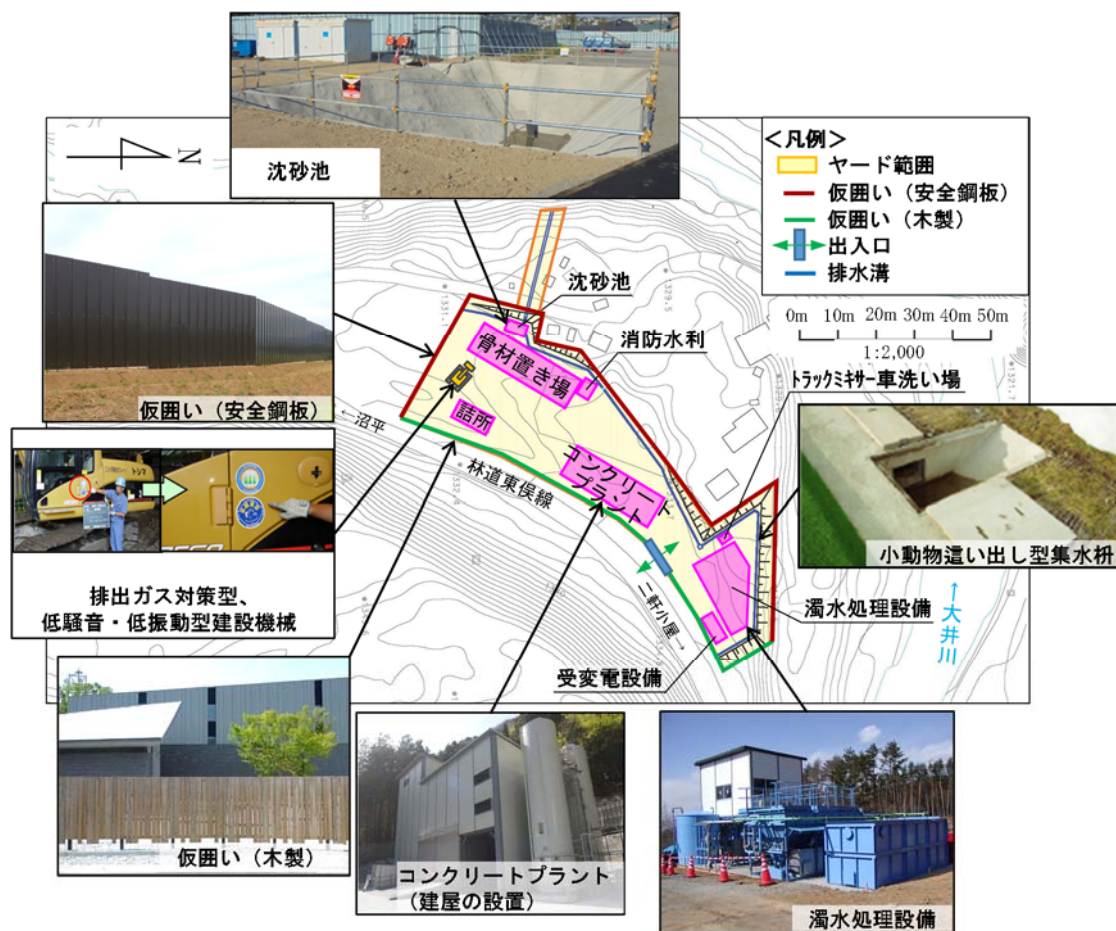 沈砂池
N
<凡例>
ヤード範囲
仮囲い（安全鋼板）
仮囲い（木製）
出入口
排水溝
0m 10m 20m 30m 40m 50m
1:2,000
沈砂池
消防水利
トラックミキサー車洗い場
骨材置き場
詰所
コンクリート
プラント
←沼平
林道東俣線
二軒小屋→
濁水処理設備
受変電設備
←大井川
1331.1
1329.5
仮囲い（安全鋼板）
排出ガス対策型、
低騒音・低振動型建設機械
仮囲い（木製）
コンクリートプラント
（建屋の設置）
濁水処理設備
小動物這い出し型集水枡